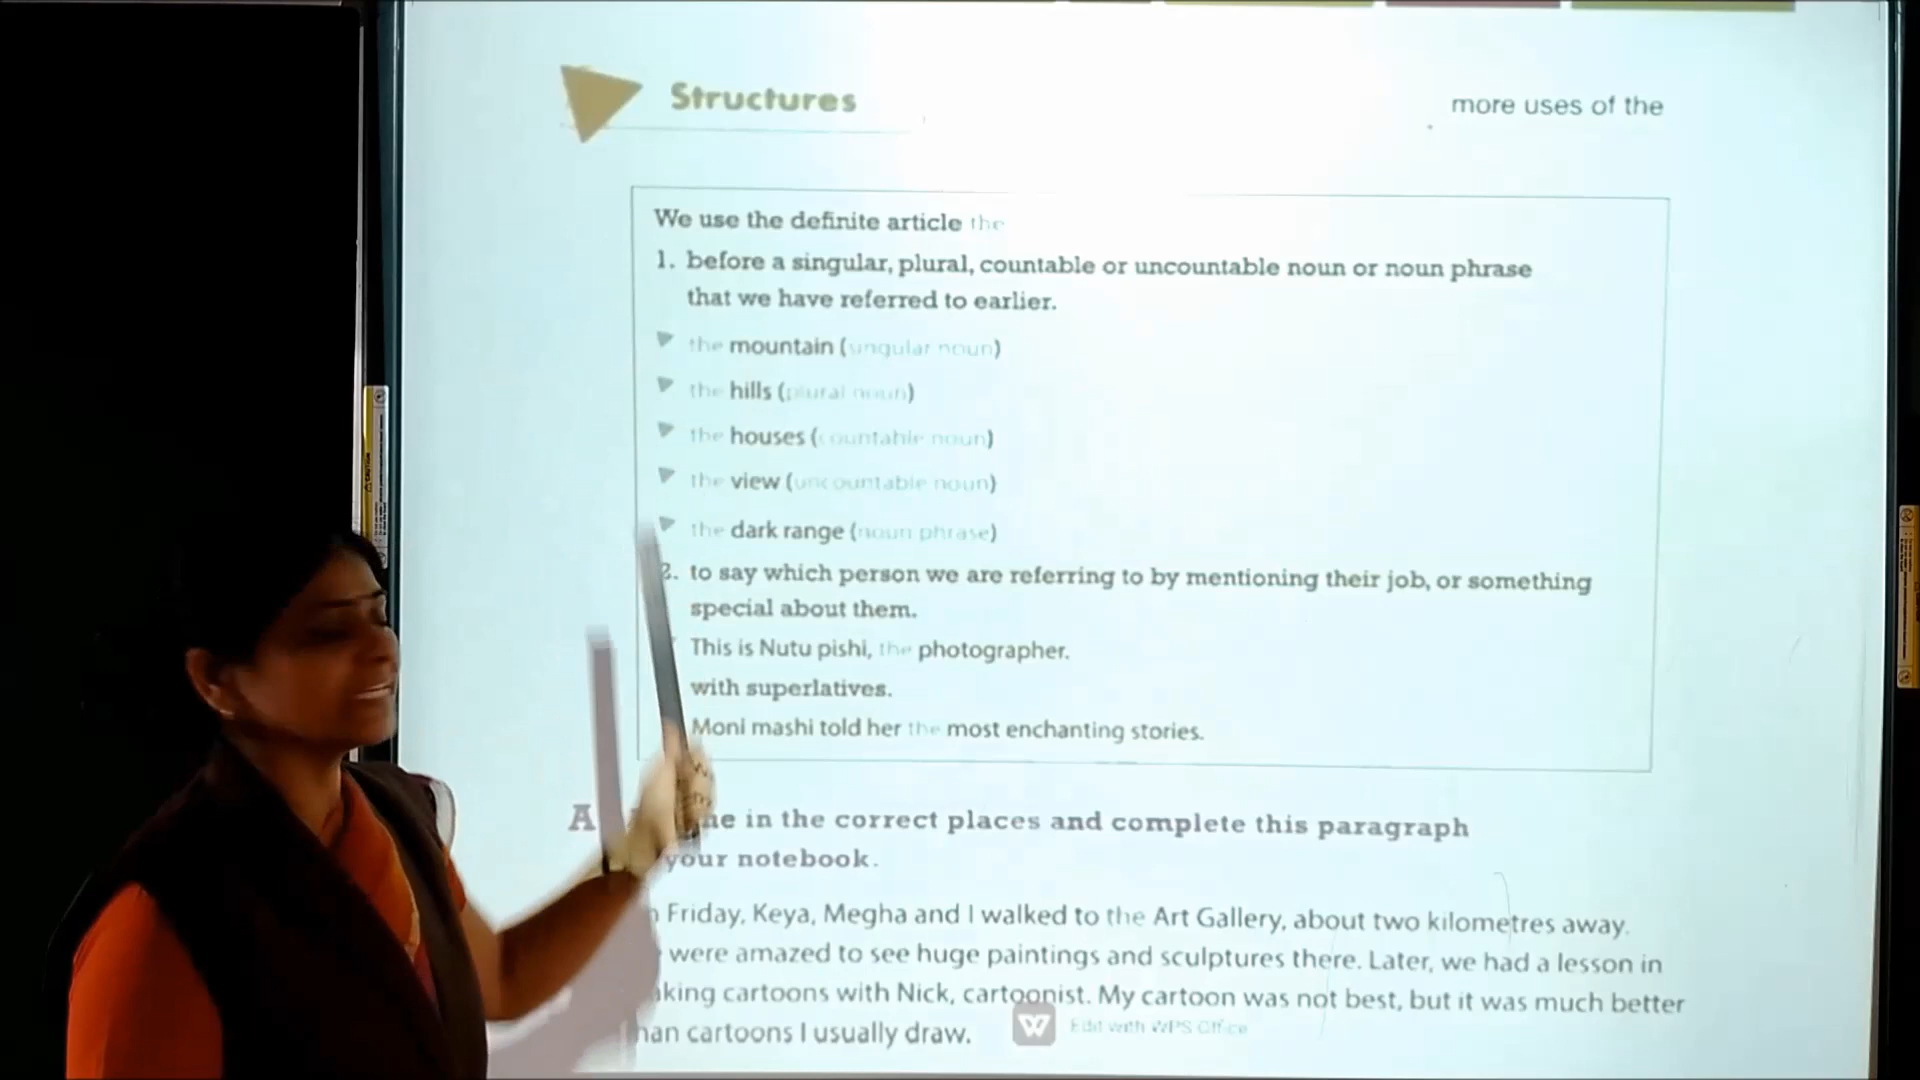 Structures
more uses of the
We use the definite article the
1. before a singular, plural, countable or uncountable noun or noun phrase
that we have referred to earlier.
the mountain (singular noun)
the hills (plural noun)
the houses (countable noun)
the view (uncountable noun)
the dark range (noun phrase)
2. to say which person we are referring to by mentioning their job, or something
special about them.
This is Nutu pishi, the photographer.
with superlatives.
Moni mashi told her the most enchanting stories.
A in the correct places and complete this paragraph
your notebook.
Friday, Keya, Megha and I walked to the Art Gallery, about two kilometres away.
were amazed to see huge paintings and sculptures there. Later, we had a lesson in
cartoons with Nick, cartoonist. My cartoon was not best, but it was much better
cartoons I usually draw.
Edit with WPS Office